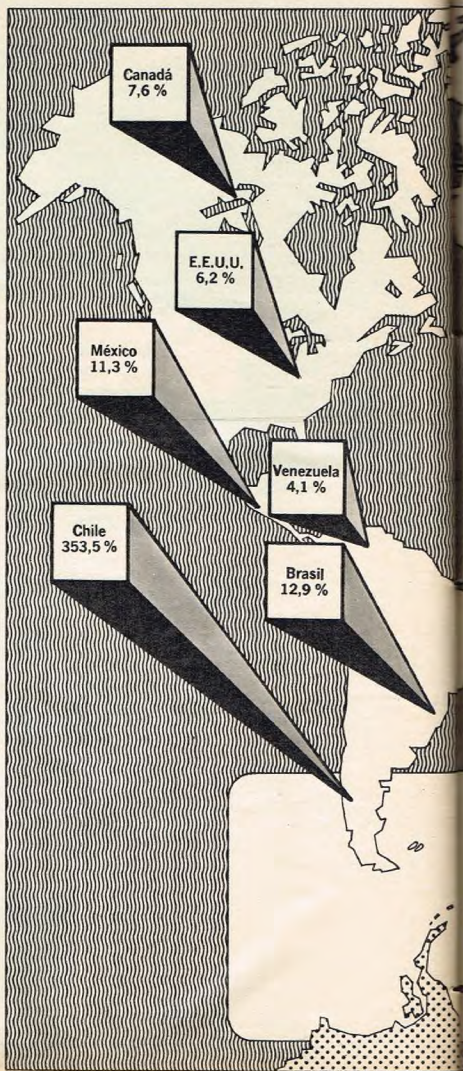 Canadá
7,6 %
E.E.U.U.
6,2 %
México
11,3 %
Venezuela
4,1 %
Chile
353,5 %
Brasil
12,9 %